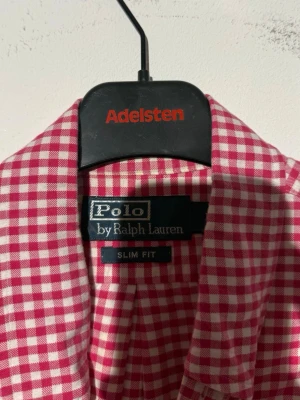 Adelsten
Polo
by Ralph Lauren
SLIM FIT